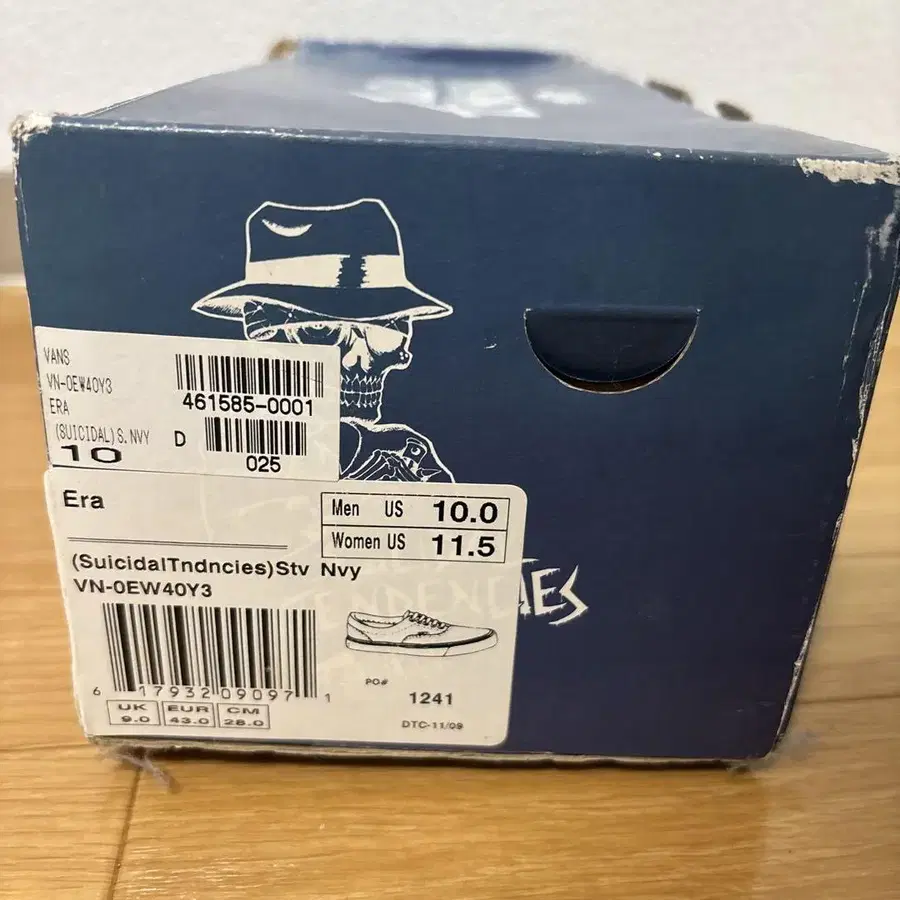 VANS
VN-0EW40Y3
461585-0001
ERA
(SUICIDAL)S.NVY D
10
025
Era
Men US 10.0
Women US 11.5
(SuicidalTndncies)Stv Nvy
VN-0EW40Y3
TENDENCIES
6 17932 09097 1
PO#
1241
UK EUR CM
9.0 43.0 28.0
DTC-11/09